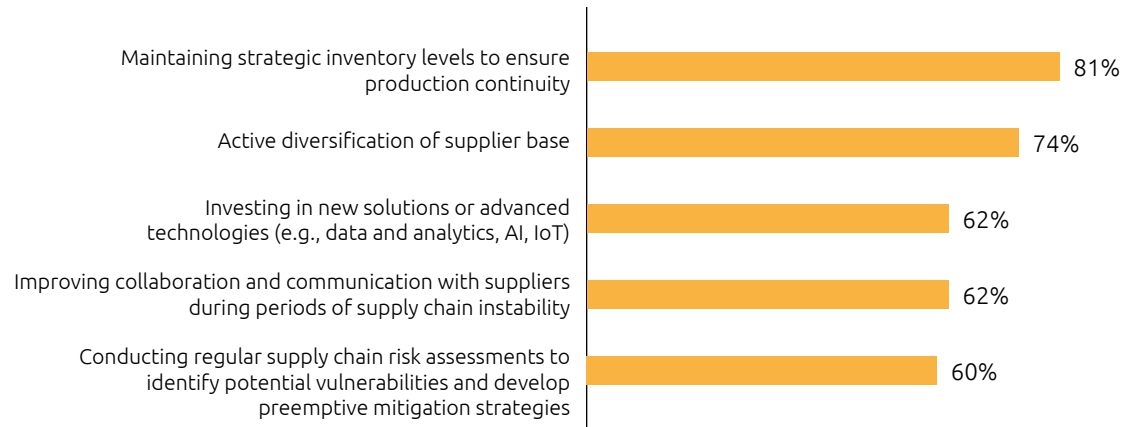 Maintaining strategic inventory levels to ensure
production continuity
81%
Active diversification of supplier base
74%
Investing in new solutions or advanced
technologies (e.g., data and analytics, AI, IoT)
62%
Improving collaboration and communication with suppliers
during periods of supply chain instability
62%
Conducting regular supply chain risk assessments to
identify potential vulnerabilities and develop
preemptive mitigation strategies
60%